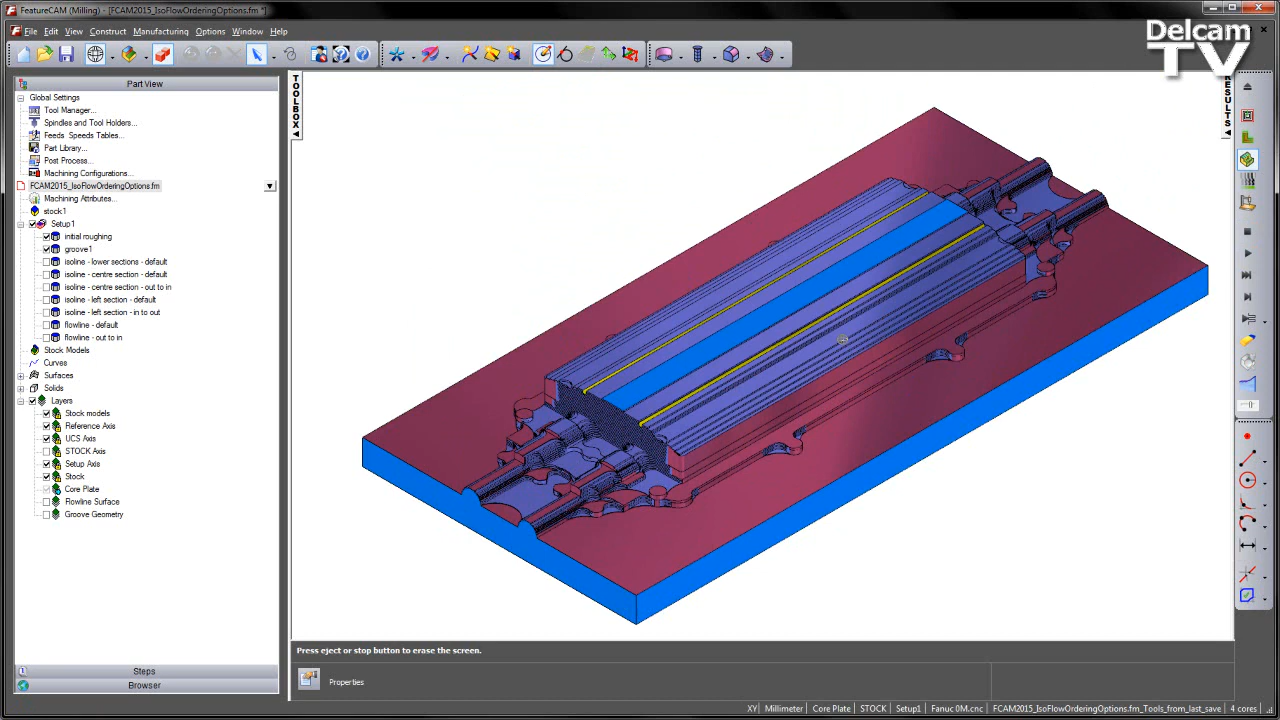 FeatureCAM (Milling) - [FCAM2015_IsoFlowOrderingOptions.fm *]
File Edit View Construct Manufacturing Options Window Help
Delcam
TV
Part View
TOOLBOX
RESULTS
Global Settings
Tool Manager...
Spindles and Tool Holders...
Feeds Speeds Tables...
Part Library...
Post Process...
Machining Configurations...
FCAM2015_IsoFlowOrderingOptions.fm
Machining Attributes...
stock1
Setup1
initial roughing
groove1
isoline - lower sections - default
isoline - centre section - default
isoline - centre section - out to in
isoline - left section - default
isoline - left section - in to out
flowline - default
flowline - out to in
Stock Models
Curves
Surfaces
Solids
Layers
Stock models
Reference Axis
UCS Axis
STOCK Axis
Setup Axis
Stock
Core Plate
Flowline Surface
Groove Geometry
Press eject or stop button to erase the screen.
Steps
Properties
Browser
XY Millimeter Core Plate STOCK Setup1 Fanuc 0M.cnc FCAM2015_IsoFlowOrderingOptions.fm_Tools_from_last_save 4 cores